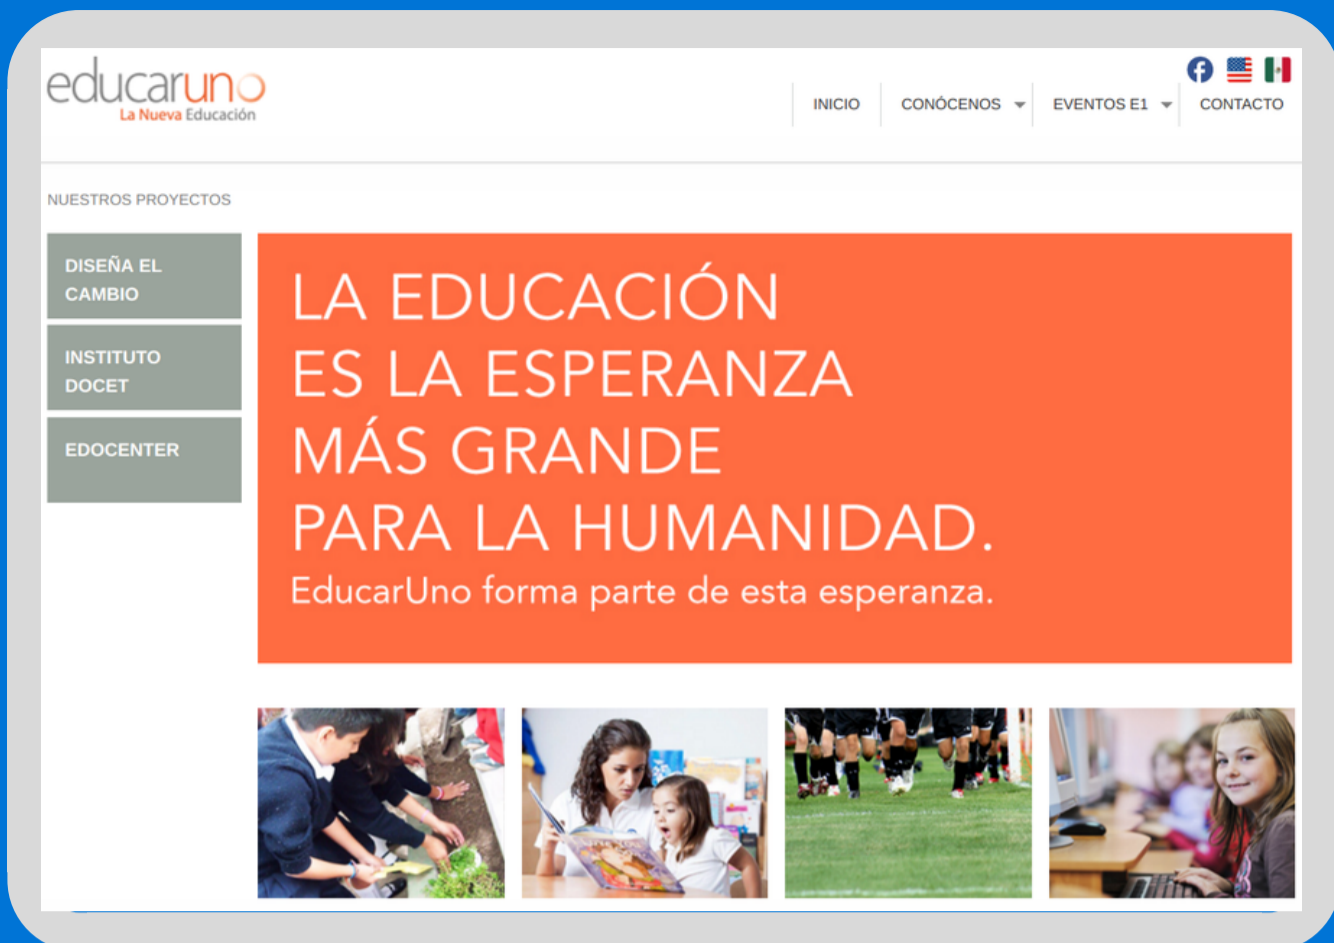 educaruno
La Nueva Educación
INICIO
CONÓCENOS
EVENTOS E1
CONTACTO
NUESTROS PROYECTOS
DISEÑA EL
CAMBIO
INSTITUTO
DOCET
EDOCENTER
LA EDUCACIÓN
ES LA ESPERANZA
MÁS GRANDE
PARA LA HUMANIDAD.
EducarUno forma parte de esta esperanza.